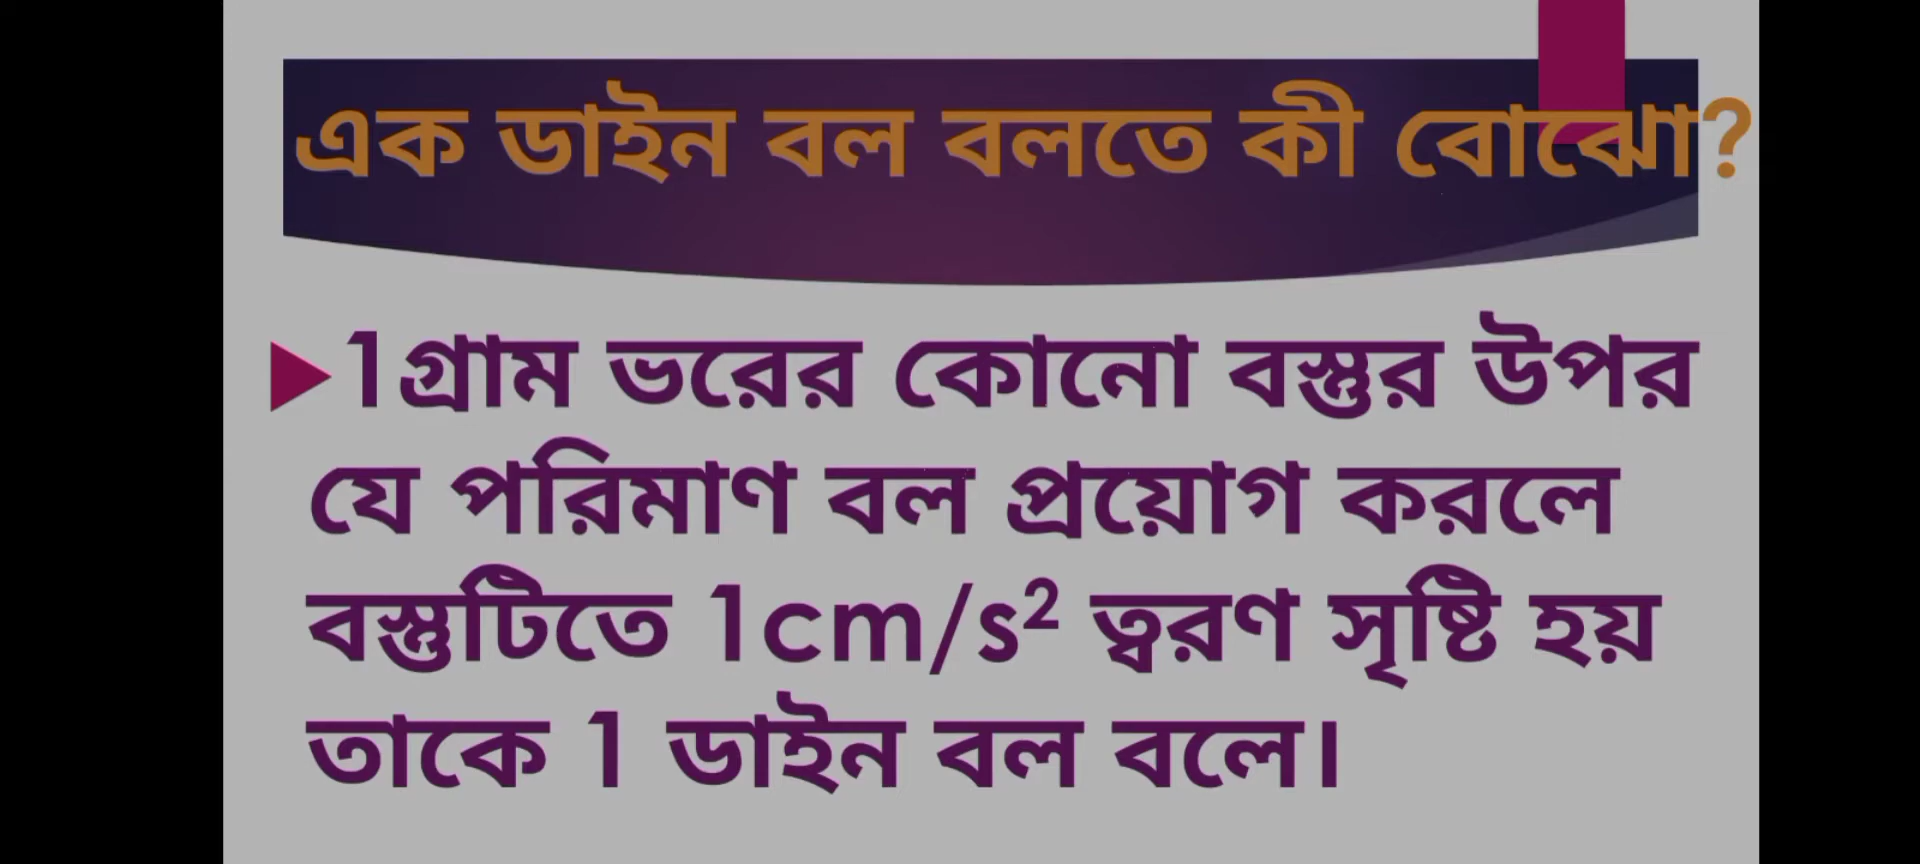 এক ডাইন বল বলতে কী বোঝো?
1গ্রাম ভরের কোনো বস্তুর উপর
যে পরিমাণ বল প্রয়োগ করলে
বস্তুটিতে 1cm/s² ত্বরণ সৃষ্টি হয়
তাকে 1 ডাইন বল বলে।